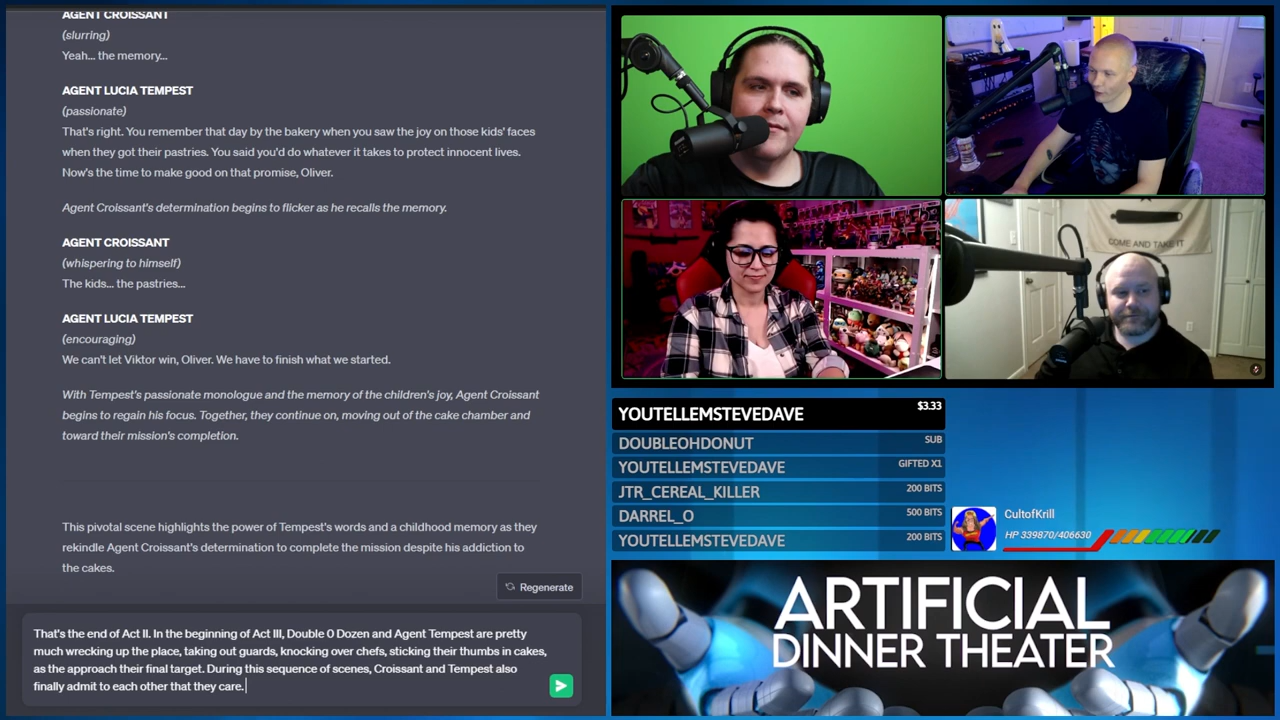 AGENT CROISSANT
(slurring)
Yeah... the memory...
AGENT LUCIA TEMPEST
(passionate)
That's right. You remember that day by the bakery when you saw the joy on those kids' faces
when they got their pastries. You said you'd do whatever it takes to protect innocent lives.
Now's the time to make good on that promise, Oliver.
Agent Croissant's determination begins to flicker as he recalls the memory.
AGENT CROISSANT
(whispering to himself)
The kids... the pastries...
AGENT LUCIA TEMPEST
(encouraging)
We can't let Viktor win, Oliver. We have to finish what we started.
With Tempest's passionate monologue and the memory of the children's joy, Agent Croissant
begins to regain his focus. Together, they continue on, moving out of the cake chamber and
toward their mission's completion.
This pivotal scene highlights the power of Tempest's words and a childhood memory as they
rekindle Agent Croissant's determination to complete the mission despite his addiction to
the cakes.
Regenerate
That's the end of Act II. In the beginning of Act III, Double 0 Dozen and Agent Tempest are pretty
much wrecking up the place, taking out guards, knocking over chefs, sticking their thumbs in cakes,
as the approach their final target. During this sequence of scenes, Croissant and Tempest also
finally admit to each other that they care.
COME AND TAKE IT
YOUTELLEMSTEVEDAVE $3.33
DOUBLEOHDONUT SUB
YOUTELLEMSTEVEDAVE GIFTED X1
JTR_CEREAL_KILLER 200 BITS
DARREL_O 500 BITS
YOUTELLEMSTEVEDAVE 200 BITS
CultofKrill
HP 339870/406630
ARTIFICIAL
DINNER THEATER